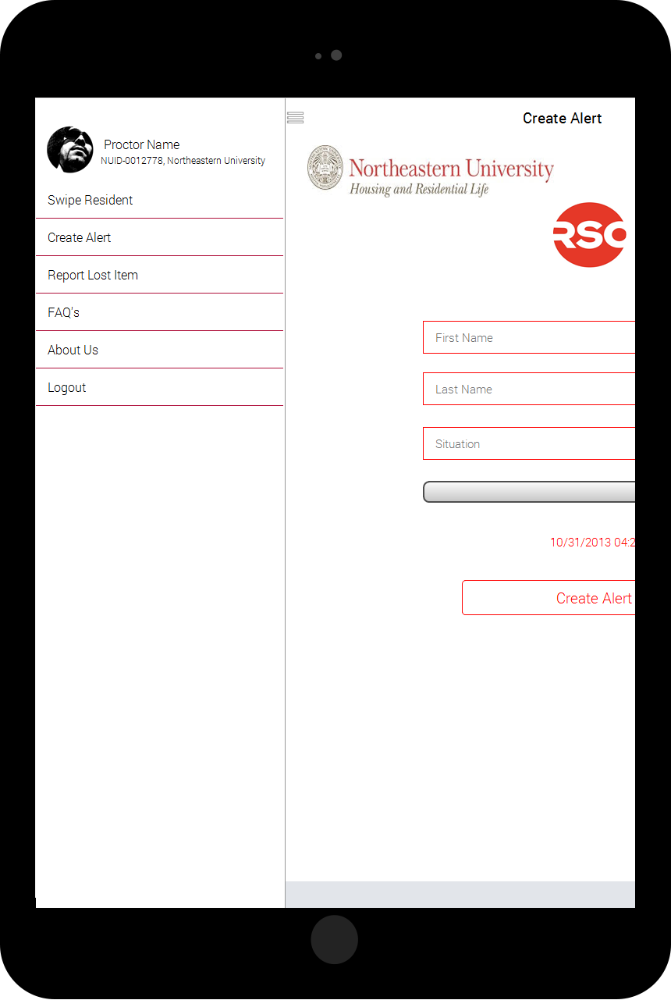 Proctor Name
NUID-0012778, Northeastern University
Swipe Resident
Create Alert
Report Lost Item
FAQ's
About Us
Logout
Create Alert
Northeastern University
Housing and Residential Life
RSO
First Name
Last Name
Situation
10/31/2013 04:2
Create Alert